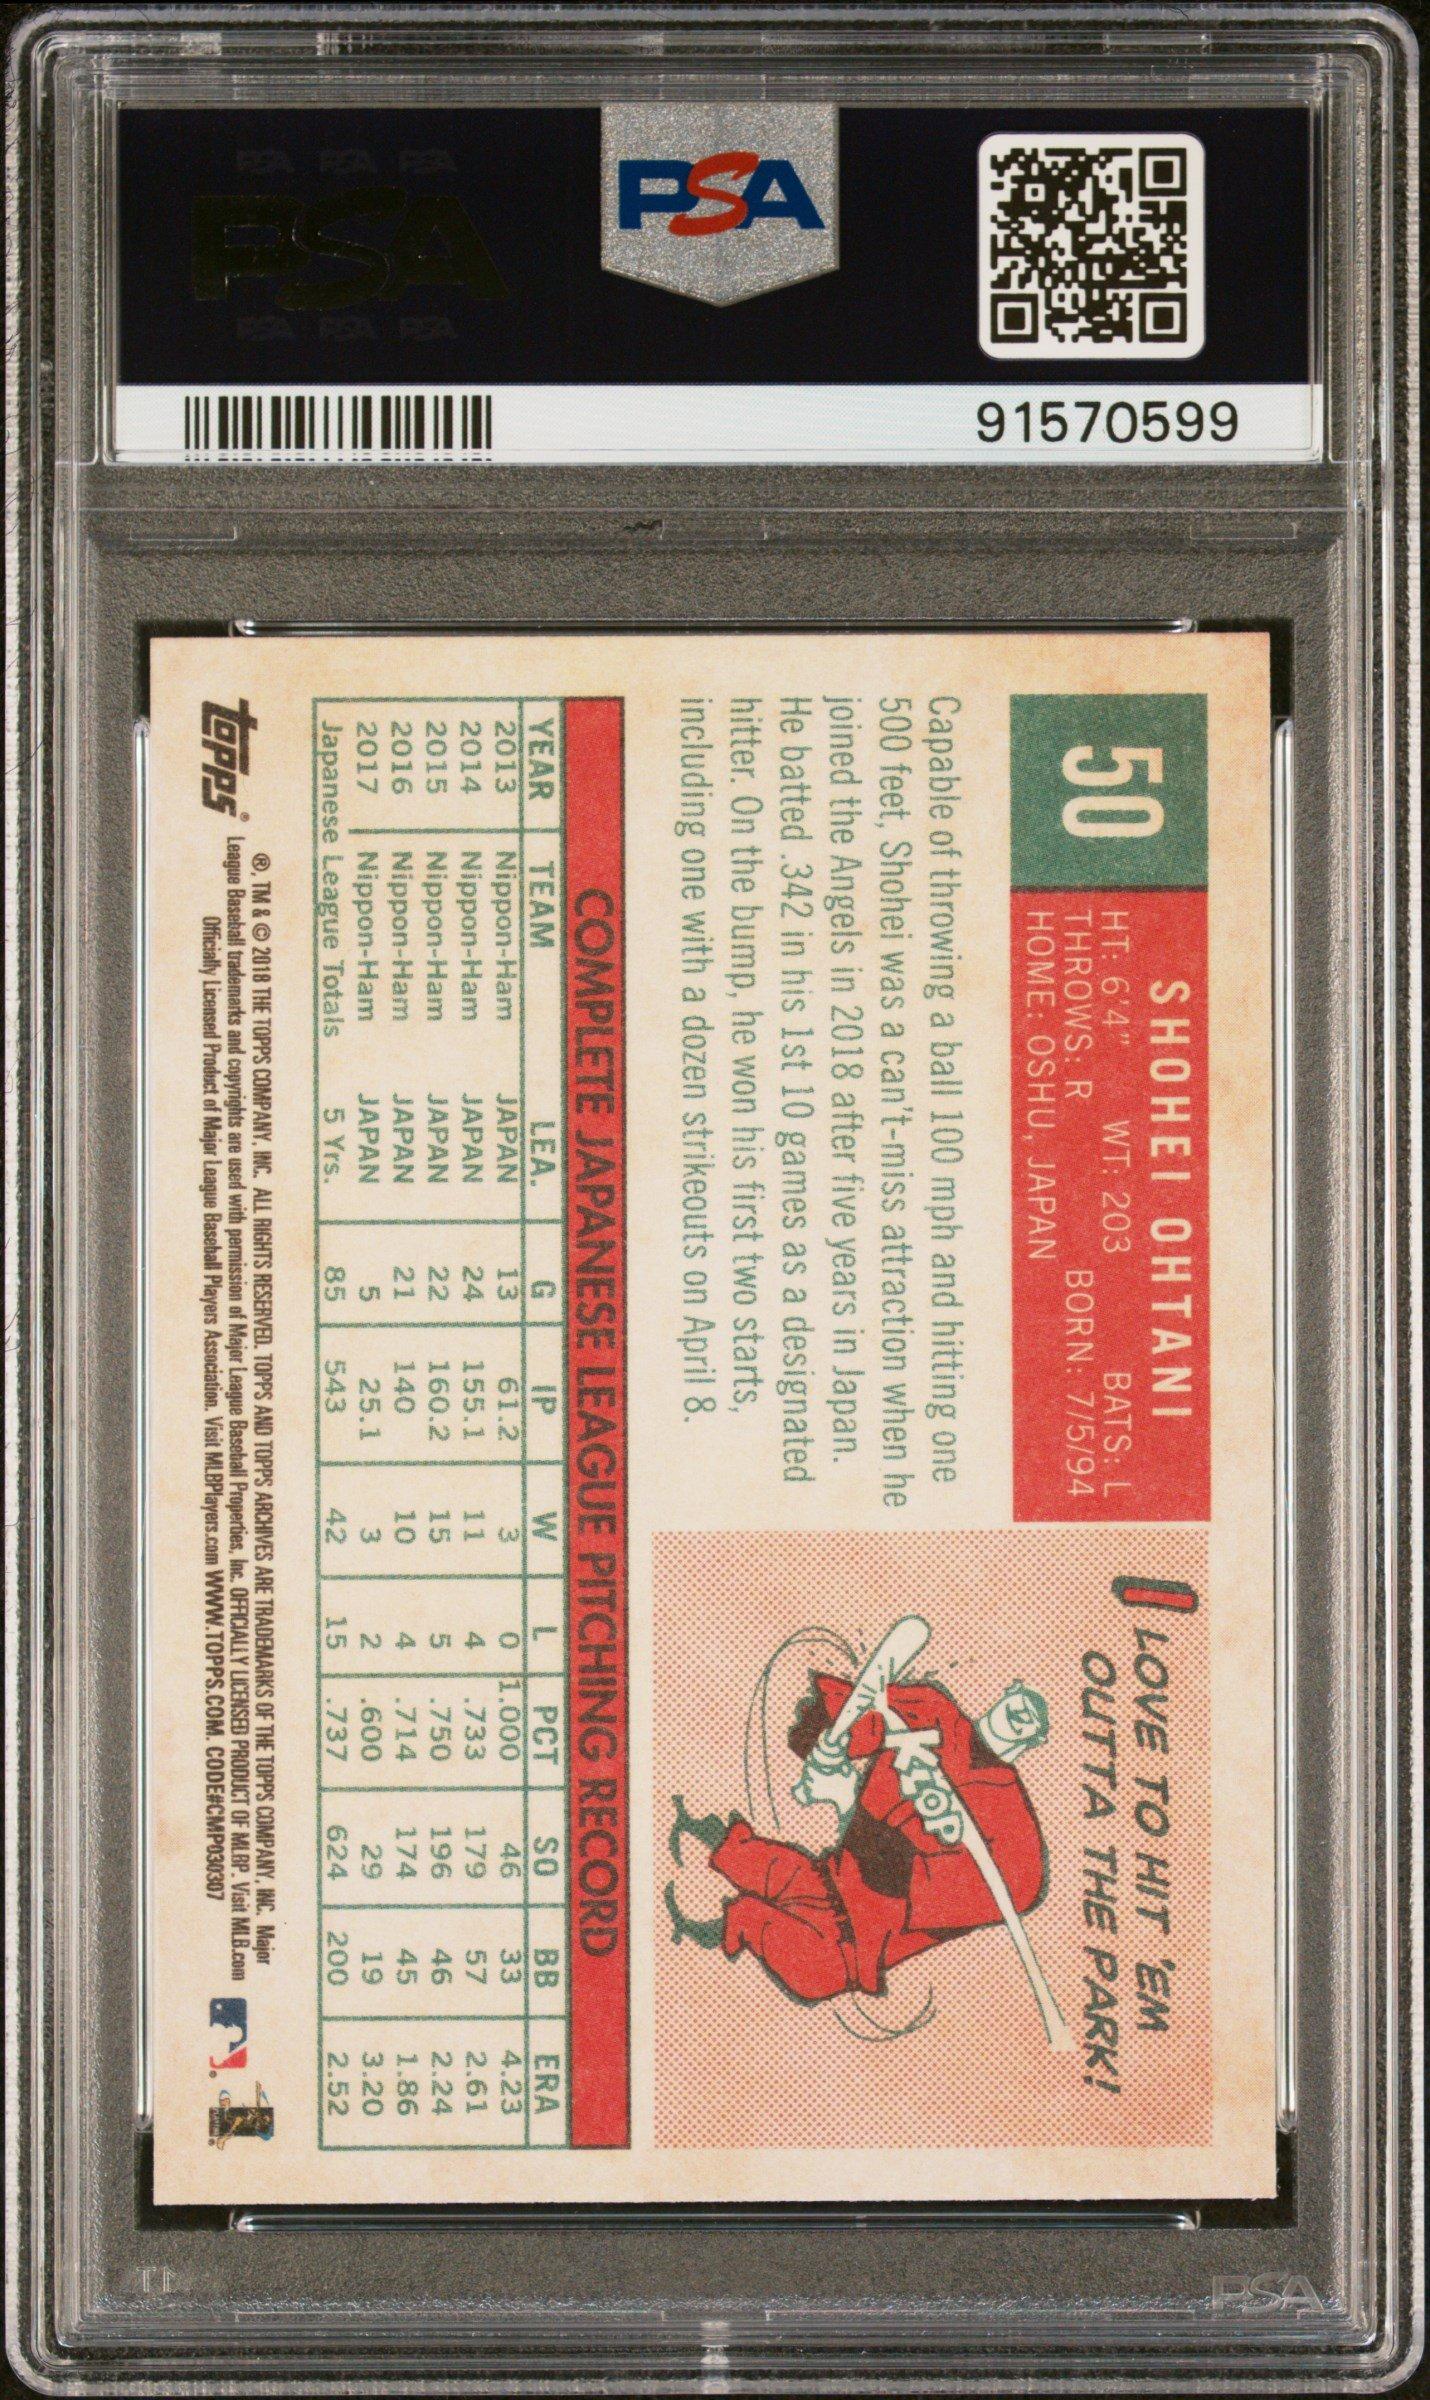 PSA PSA PSA
PSA
PSA PSA PSA
PSA
91570599
50
SHOHEI OHTANI
HT: 6'4" WT: 203 BATS: L
THROWS: R BORN: 7/5/94
HOME: OSHU, JAPAN
Capable of throwing a ball 100 mph and hitting one
500 feet, Shohei was a can't-miss attraction when he
joined the Angels in 2018 after five years in Japan.
He batted .342 in his 1st 10 games as a designated
hitter. On the bump, he won his first two starts,
including one with a dozen strikeouts on April 8.
I LOVE TO HIT 'EM
OUTTA THE PARK!
KLOP
COMPLETE JAPANESE LEAGUE PITCHING RECORD
YEAR TEAM LEA. G IP W L PCT SO BB ERA
2013 Nippon-Ham JAPAN 13 61.2 3 0 1.000 46 33 4.23
2014 Nippon-Ham JAPAN 24 155.1 11 4 .733 179 57 2.61
2015 Nippon-Ham JAPAN 22 160.2 15 5 .750 196 46 2.24
2016 Nippon-Ham JAPAN 21 140 10 4 .714 174 45 1.86
2017 Nippon-Ham JAPAN 5 25.1 3 2 .600 29 19 3.20
Japanese League Totals 5 Yrs. 85 543 42 15 .737 624 200 2.52
topps®
®, TM & © 2018 THE TOPPS COMPANY, INC. ALL RIGHTS RESERVED. TOPPS AND TOPPS ARCHIVES ARE TRADEMARKS OF THE TOPPS COMPANY, INC. Major
League Baseball trademarks and copyrights are used with permission of Major League Baseball Properties, Inc. OFFICIALLY LICENSED PRODUCT OF MLBP. Visit MLB.com
Officially Licensed Product of Major League Baseball Players Association. Visit MLBPlayers.com WWW.TOPPS.COM. CODE#CMP030307
PSA